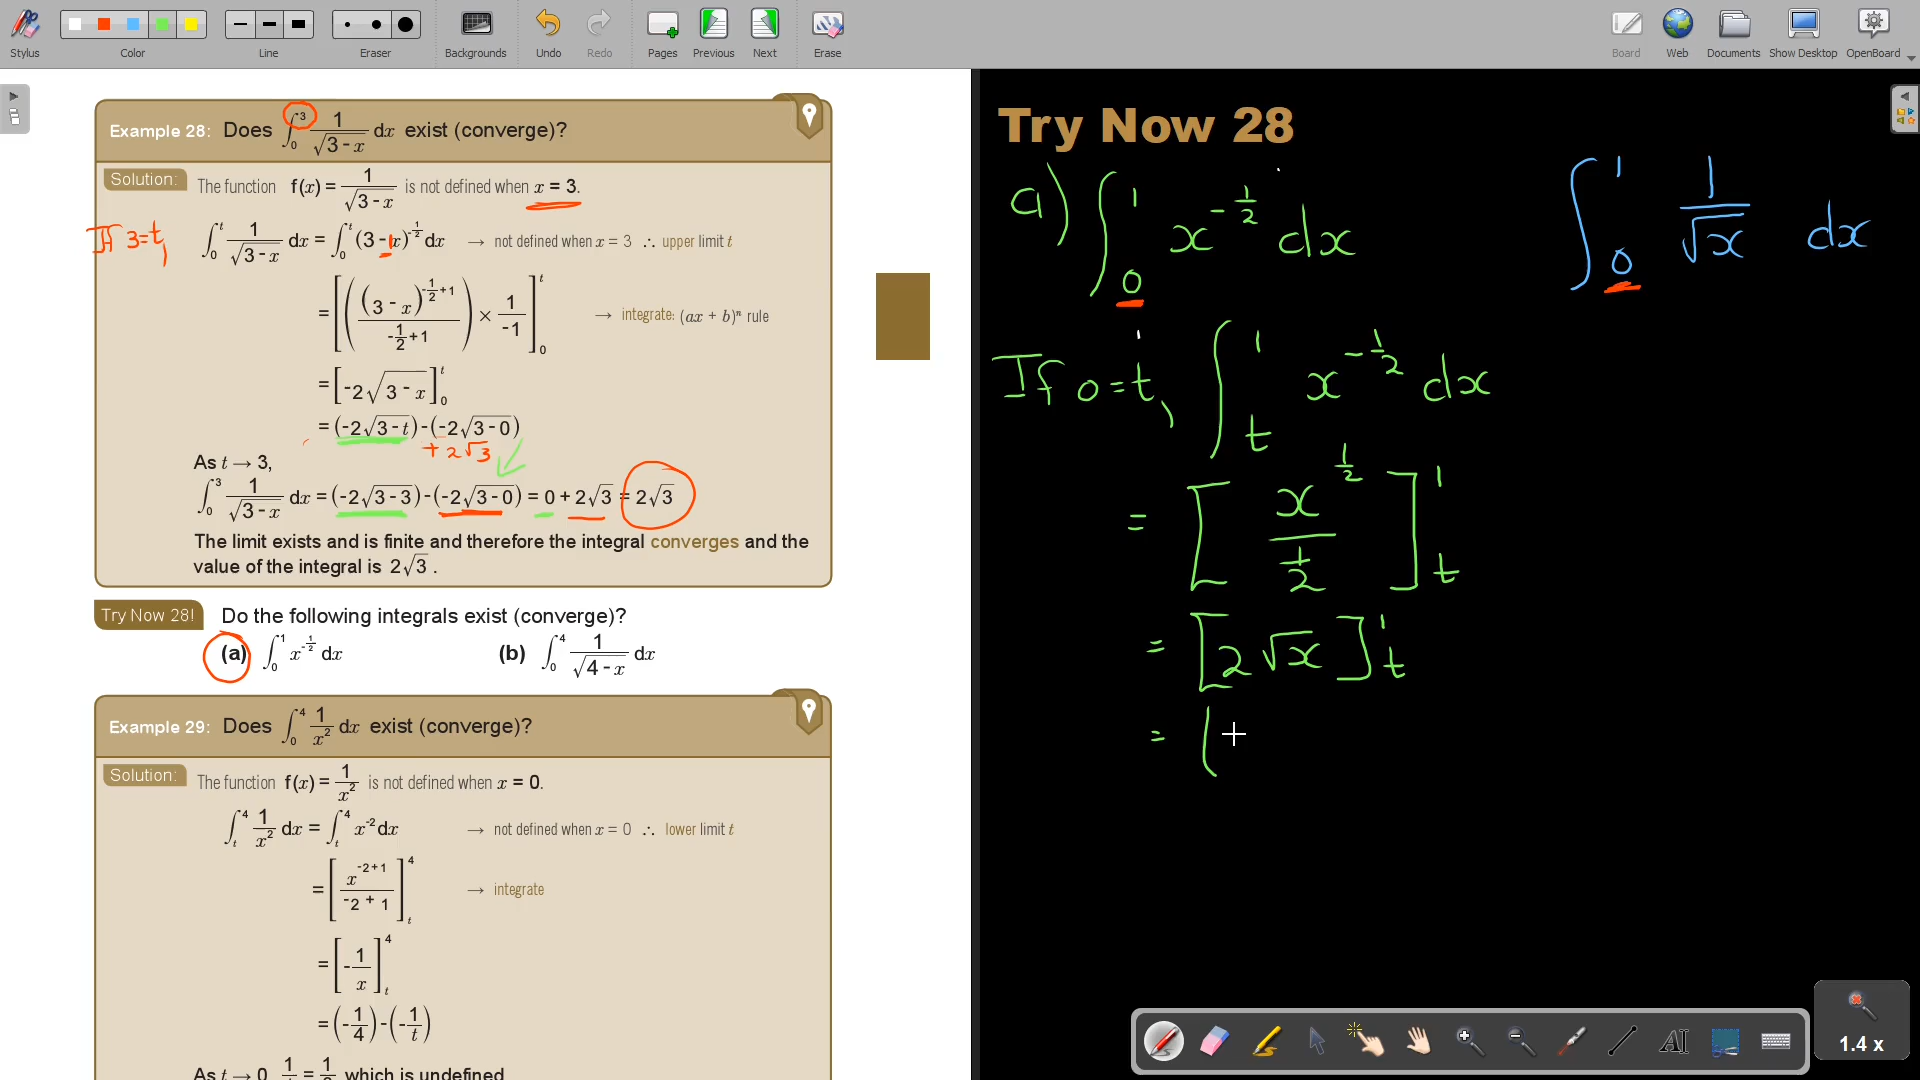 Stylus Color Line Eraser Backgrounds Undo Redo Pages Previous Next Erase Board Web Documents Show Desktop OpenBoard
Example 28: Does ∫₀³ 1/√(3 - x) dx exist (converge)?
Solution: The function f(x) = 1/√(3 - x) is not defined when x = 3.
If 3=t,
∫₀ᵗ 1/√(3 - x) dx = ∫₀ᵗ (3 - 1x)^(-1/2) dx → not defined when x = 3 ∴ upper limit t
= [((3 - x)^(-1/2+1) / (-1/2+1)) × 1/-1]₀ᵗ → integrate: (ax + b)ⁿ rule
= [-2√(3 - x)]₀ᵗ
= (-2√(3 - t)) - (-2√(3 - 0))
+ 2√3
As t → 3,
∫₀³ 1/√(3 - x) dx = (-2√(3 - 3)) - (-2√(3 - 0)) = 0 + 2√3 = 2√3
The limit exists and is finite and therefore the integral converges and the
value of the integral is 2√3 .
Try Now 28! Do the following integrals exist (converge)?
(a) ∫₀¹ x^(-1/2) dx (b) ∫₀⁴ 1/√(4 - x) dx
Example 29: Does ∫₀⁴ 1/x² dx exist (converge)?
Solution: The function f(x) = 1/x² is not defined when x = 0.
∫ₜ⁴ 1/x² dx = ∫ₜ⁴ x⁻² dx → not defined when x = 0 ∴ lower limit t
= [x^(-2+1) / (-2 + 1)]ₜ⁴ → integrate
= [-1/x]ₜ⁴
= (-1/4) - (-1/t)
As t → 0, 1/t = 1/0 which is undefined
Try Now 28
a) ∫₀¹ x^(-1/2) dx ∫₀¹ 1/√x dx
If 0=t, ∫ₜ¹ x^(-1/2) dx
= [x^(1/2) / (1/2)]ₜ¹
= [2√x]ₜ¹
= (
1.4 x